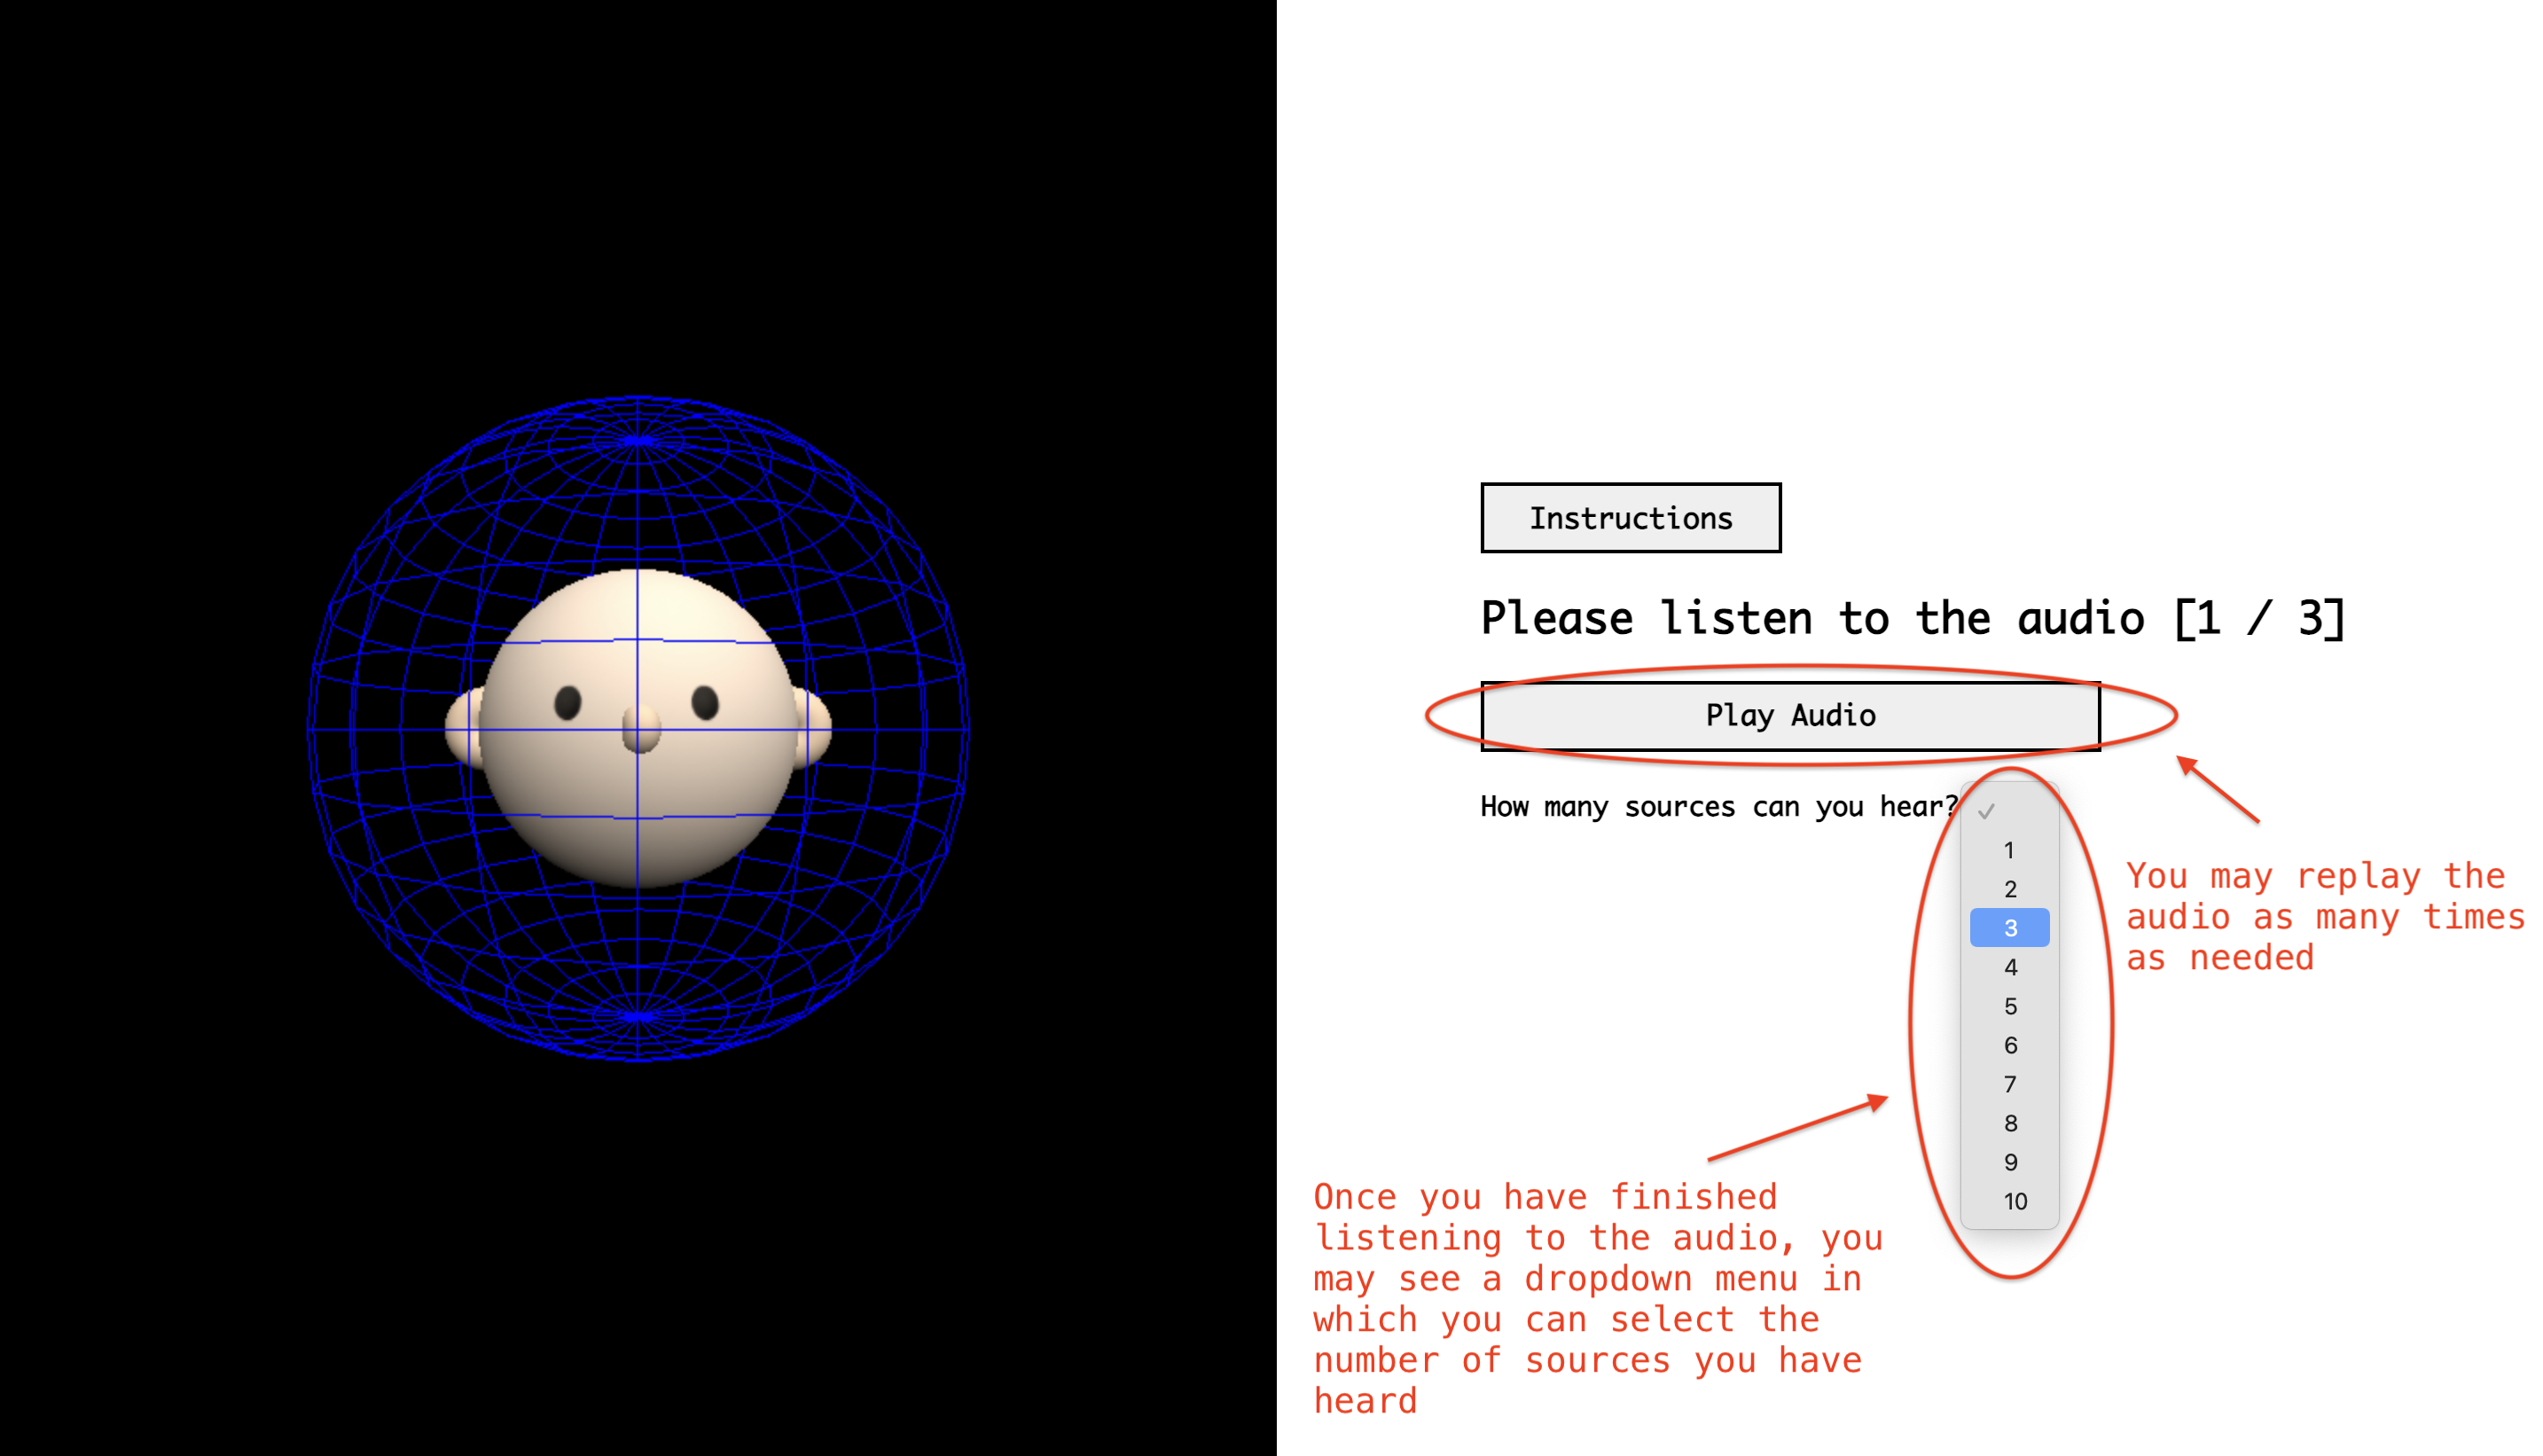 Instructions
Please listen to the audio [1 / 3]
Play Audio
How many sources can you hear?
✓
1
2
3
4
5
6
7
8
9
10
You may replay the
audio as many times
as needed
Once you have finished
listening to the audio, you
may see a dropdown menu in
which you can select the
number of sources you have
heard